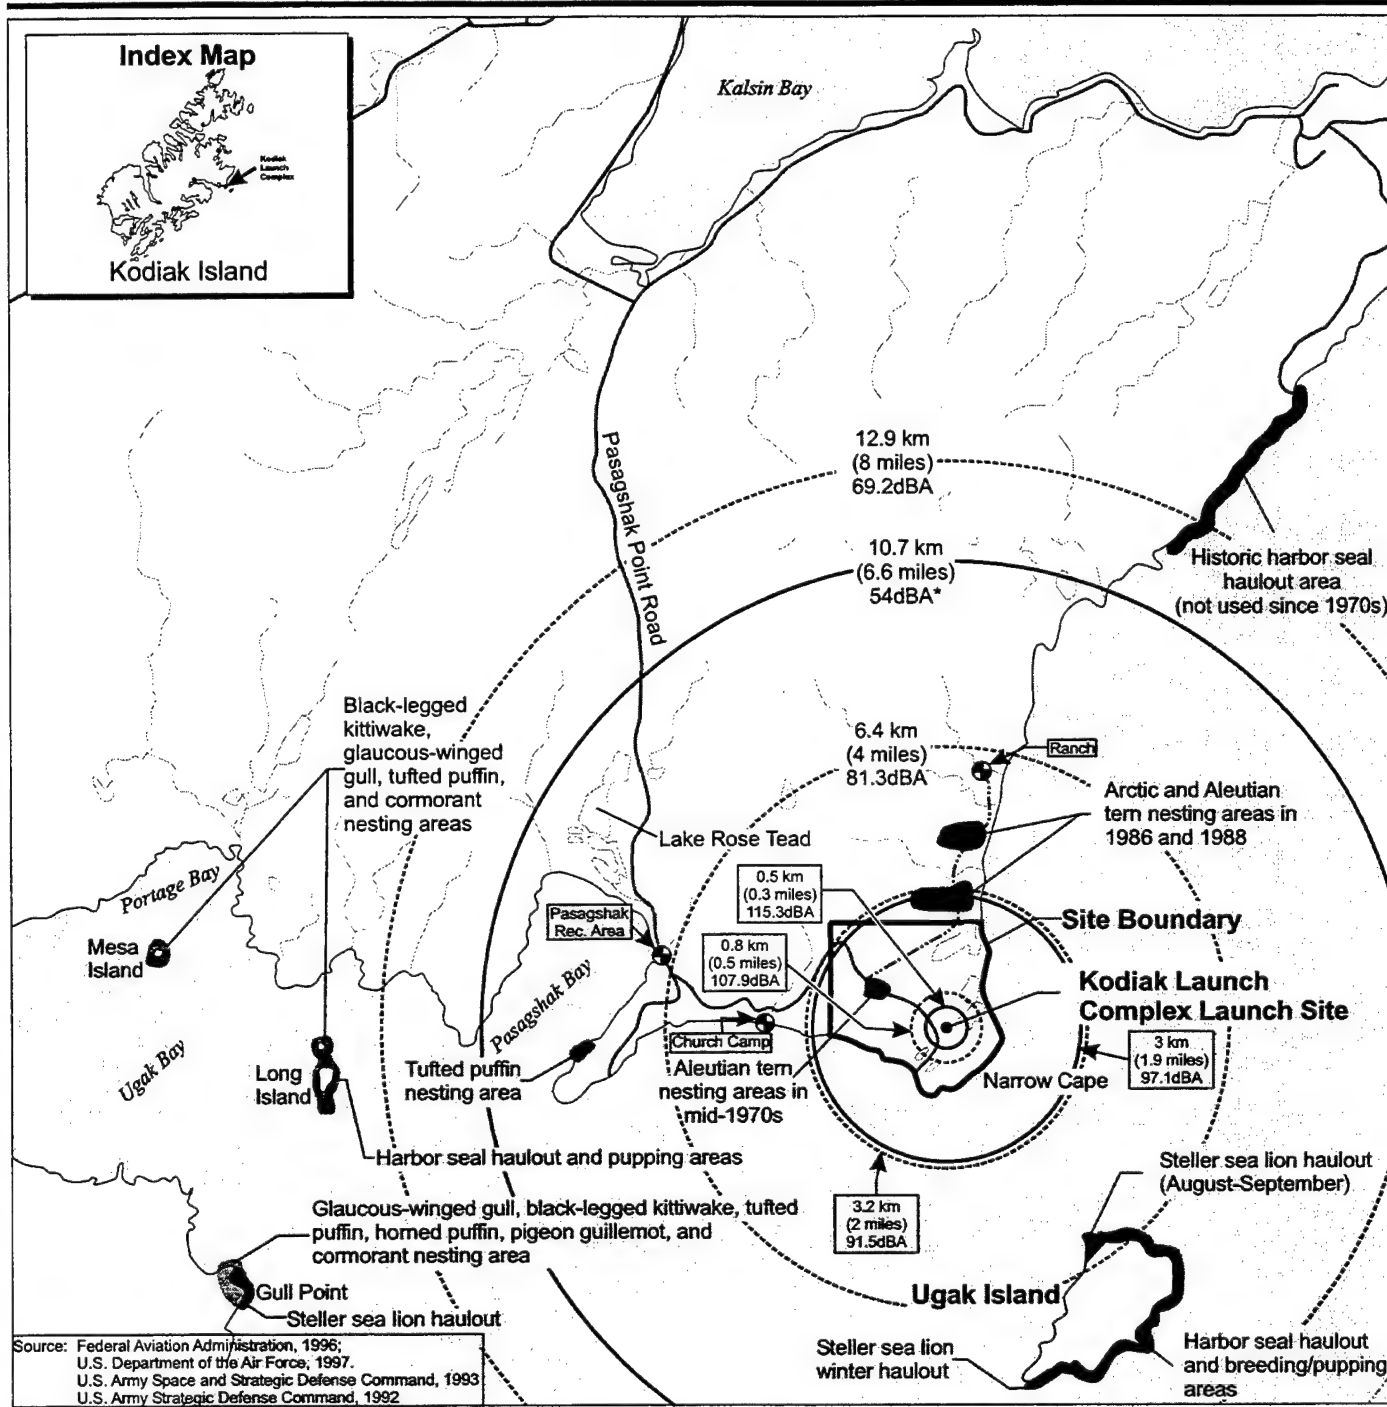 Index Map
Kodiak
Launch
Complex
Kodiak Island
Kalsin Bay
Pasagshak Point Road
12.9 km
(8 miles)
69.2dBA
10.7 km
(6.6 miles)
54dBA*
Historic harbor seal
haulout area
(not used since 1970s)
Black-legged
kittiwake,
glaucous-winged
gull, tufted puffin,
and cormorant
nesting areas
6.4 km
(4 miles)
81.3dBA
Ranch
Arctic and Aleutian
tern nesting areas in
1986 and 1988
Lake Rose Tead
0.5 km
(0.3 miles)
115.3dBA
Portage Bay
Pasagshak
Rec. Area
Site Boundary
Mesa
Island
0.8 km
(0.5 miles)
107.9dBA
Pasagshak Bay
Kodiak Launch
Complex Launch Site
Ugak Bay
Long
Island
Tufted puffin
nesting area
Church Camp
Aleutian tern
nesting areas in
mid-1970s
Narrow Cape
3 km
(1.9 miles)
97.1dBA
Harbor seal haulout and pupping areas
Steller sea lion haulout
(August-September)
Glaucous-winged gull, black-legged kittiwake, tufted
puffin, horned puffin, pigeon guillemot, and
cormorant nesting area
3.2 km
(2 miles)
91.5dBA
Gull Point
Steller sea lion haulout
Ugak Island
Steller sea lion
winter haulout
Harbor seal haulout
and breeding/pupping
areas
Source: Federal Aviation Administration, 1996;
U.S. Department of the Air Force, 1997.
U.S. Army Space and Strategic Defense Command, 1993
U.S. Army Strategic Defense Command, 1992